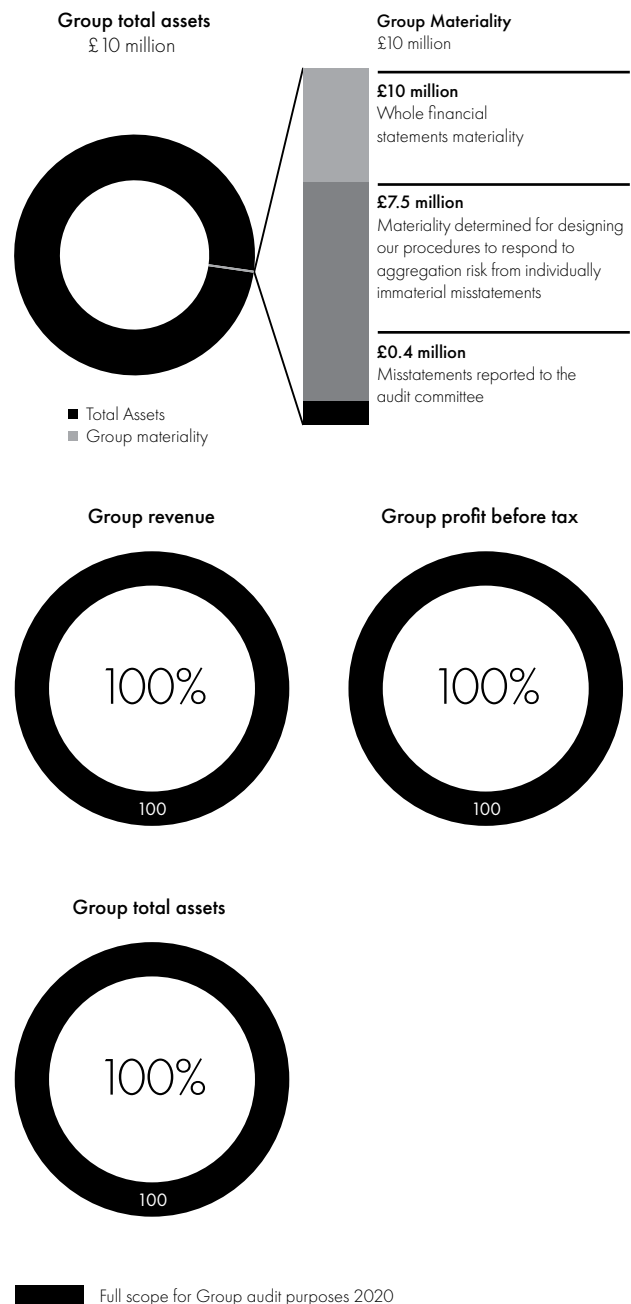 Group total assets
£10 million
Group Materiality
£10 million
£10 million
Whole financial
statements materiality
£7.5 million
Materiality determined for designing
our procedures to respond to
aggregation risk from individually
immaterial misstatements
£0.4 million
Misstatements reported to the
audit committee
Total Assets
Group materiality
Group revenue
100%
100
Group profit before tax
100%
100
Group total assets
100%
100
Full scope for Group audit purposes 2020